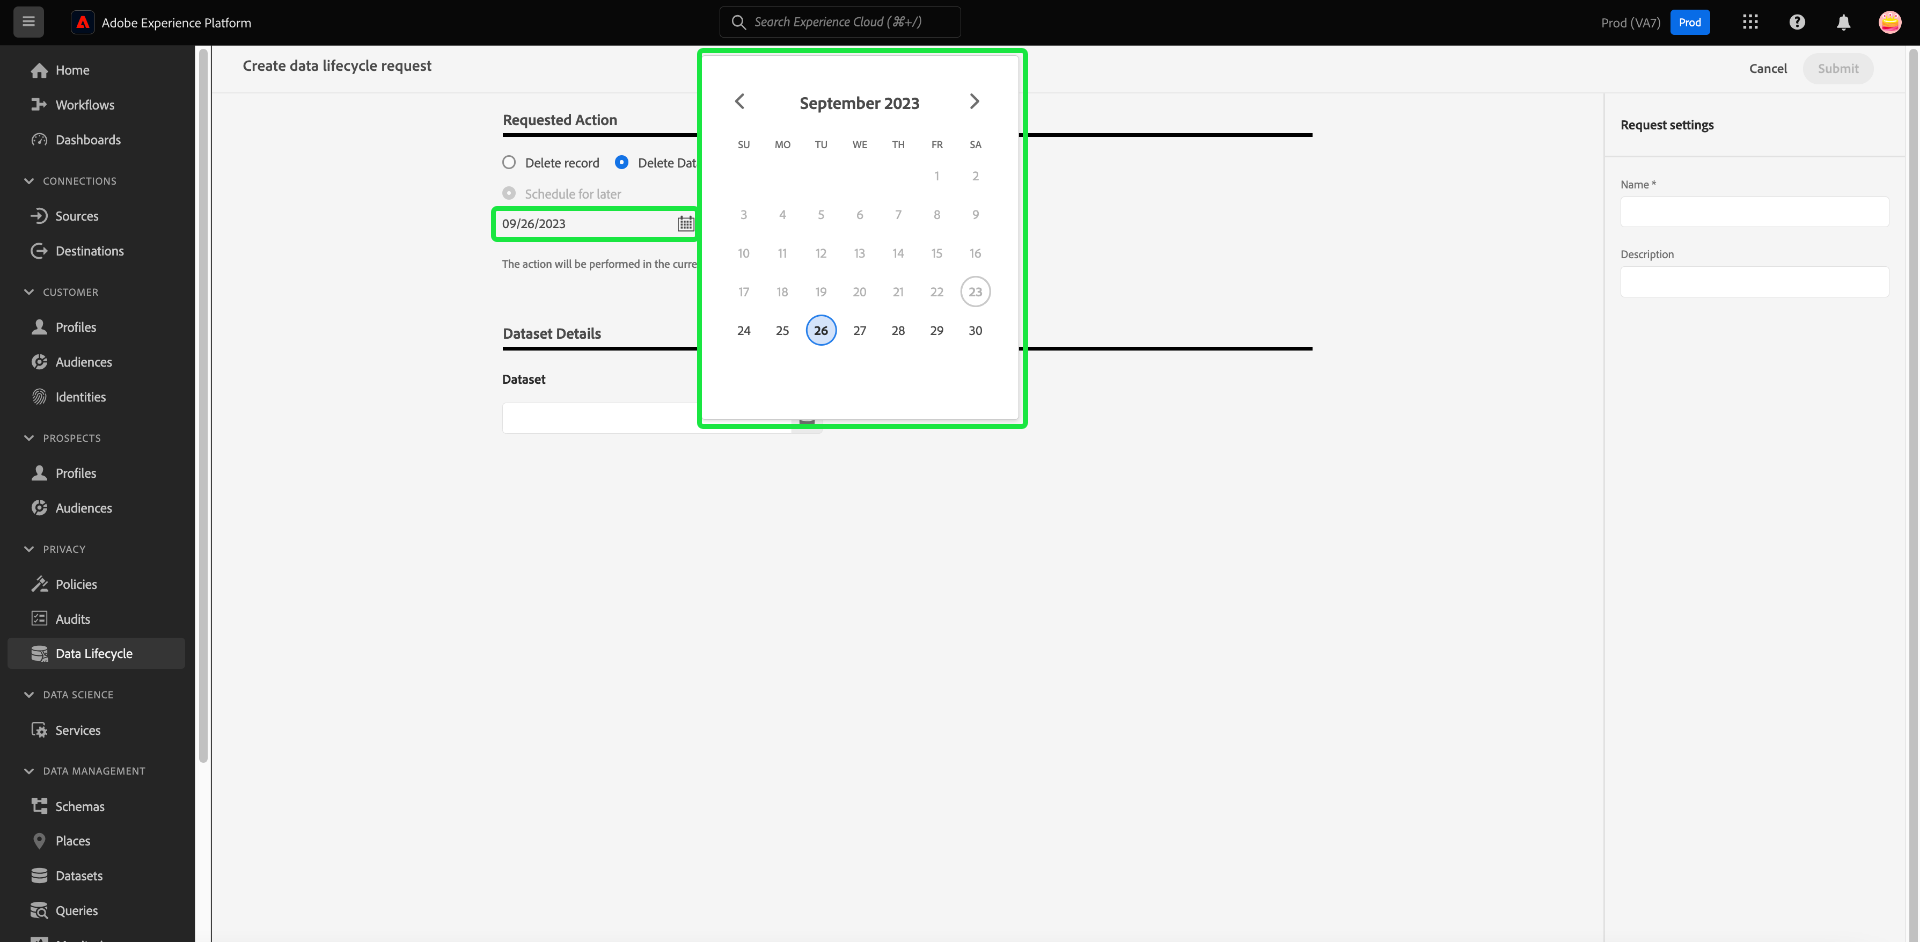 Adobe Experience Platform
Search Experience Cloud (⌘+/)
Prod (VA7)
Prod
Home
Workflows
Dashboards
CONNECTIONS
Sources
Destinations
CUSTOMER
Profiles
Audiences
Identities
PROSPECTS
Profiles
Audiences
PRIVACY
Policies
Audits
Data Lifecycle
DATA SCIENCE
Services
DATA MANAGEMENT
Schemas
Places
Datasets
Queries
Create data lifecycle request
Cancel
Submit
Requested Action
Delete record
Delete Dat
Schedule for later
09/26/2023
The action will be performed in the curre
September 2023
SU MO TU WE TH FR SA
1 2
3 4 5 6 7 8 9
10 11 12 13 14 15 16
17 18 19 20 21 22 23
24 25 26 27 28 29 30
Dataset Details
Dataset
Request settings
Name *
Description